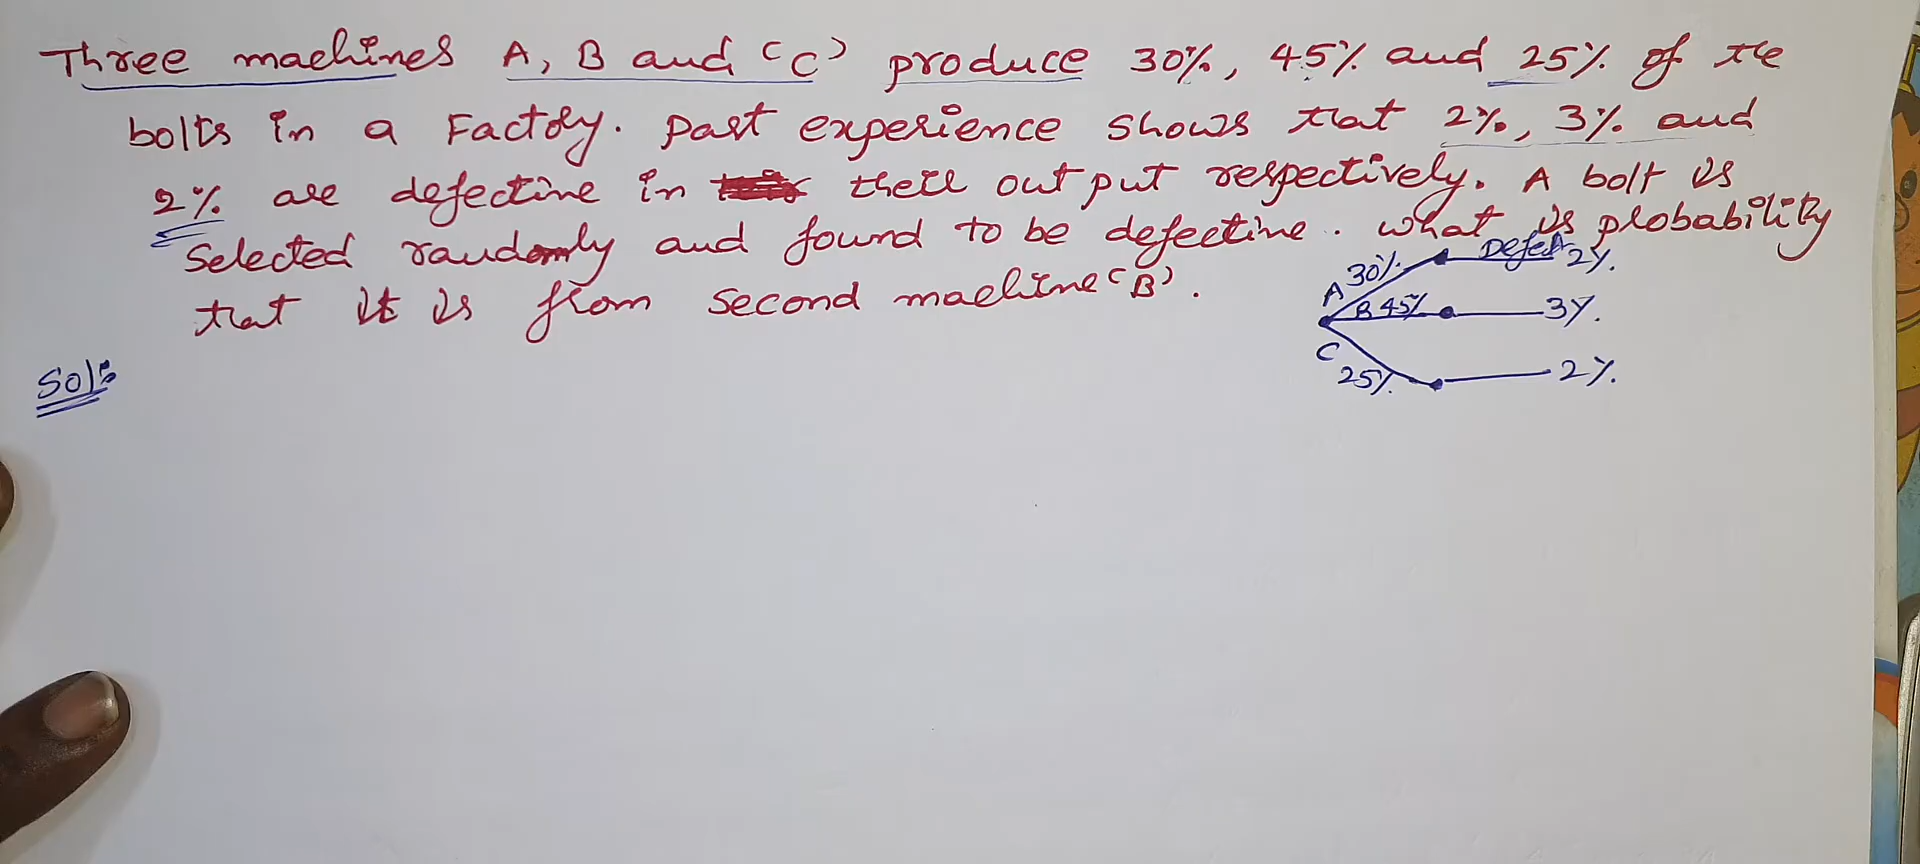 Three machines A, B and (C) produce 30%, 45% and 25% of the
bolts in a Factory. past experience shows that 2%, 3% and
2% are defective in their out put respectively. A bolt is
Selected randomly and found to be defective. what is probability
that it is from second machine (B).
Sol:
A 30% Defect 2%.
B 45% 3%.
C 25% 2%.